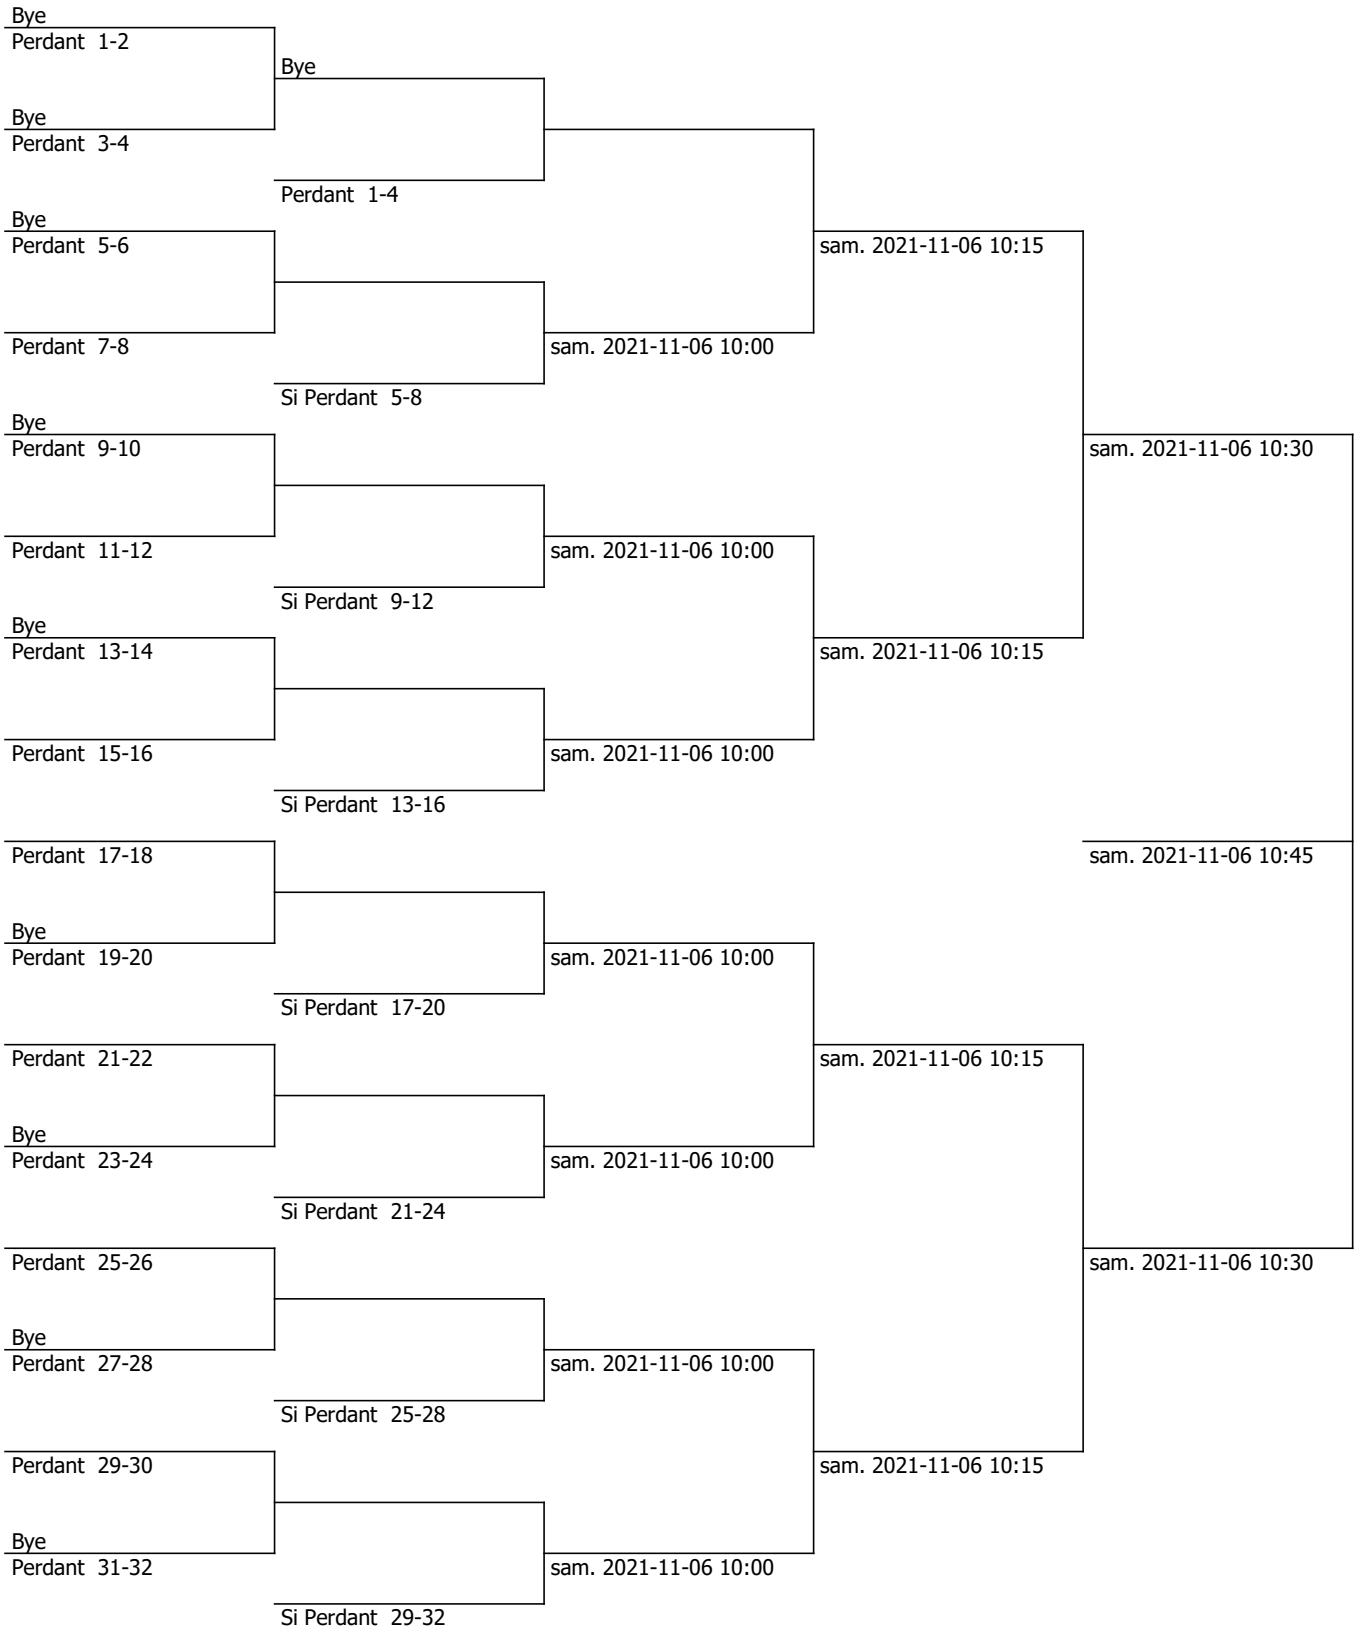 Bye
Perdant 1-2
Bye
Bye
Perdant 3-4
Perdant 1-4
Bye
Perdant 5-6
sam. 2021-11-06 10:15
Perdant 7-8
sam. 2021-11-06 10:00
Si Perdant 5-8
Bye
Perdant 9-10
sam. 2021-11-06 10:30
Perdant 11-12
sam. 2021-11-06 10:00
Si Perdant 9-12
Bye
Perdant 13-14
sam. 2021-11-06 10:15
Perdant 15-16
sam. 2021-11-06 10:00
Si Perdant 13-16
Perdant 17-18
sam. 2021-11-06 10:45
Bye
Perdant 19-20
sam. 2021-11-06 10:00
Si Perdant 17-20
Perdant 21-22
sam. 2021-11-06 10:15
Bye
Perdant 23-24
sam. 2021-11-06 10:00
Si Perdant 21-24
Perdant 25-26
sam. 2021-11-06 10:30
Bye
Perdant 27-28
sam. 2021-11-06 10:00
Si Perdant 25-28
Perdant 29-30
sam. 2021-11-06 10:15
Bye
Perdant 31-32
sam. 2021-11-06 10:00
Si Perdant 29-32